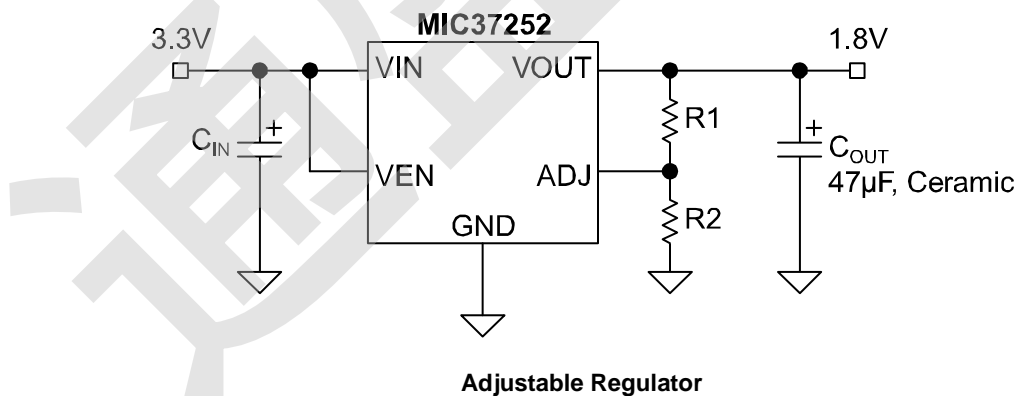 MIC37252
3.3V
1.8V
VIN
VOUT
R1
CIN
+
+
COUT
47µF, Ceramic
VEN
ADJ
R2
GND
Adjustable Regulator